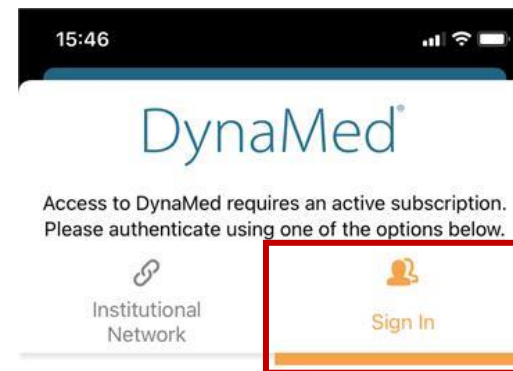 15:46
DynaMed®
Access to DynaMed requires an active subscription.
Please authenticate using one of the options below.
Institutional
Network
Sign In